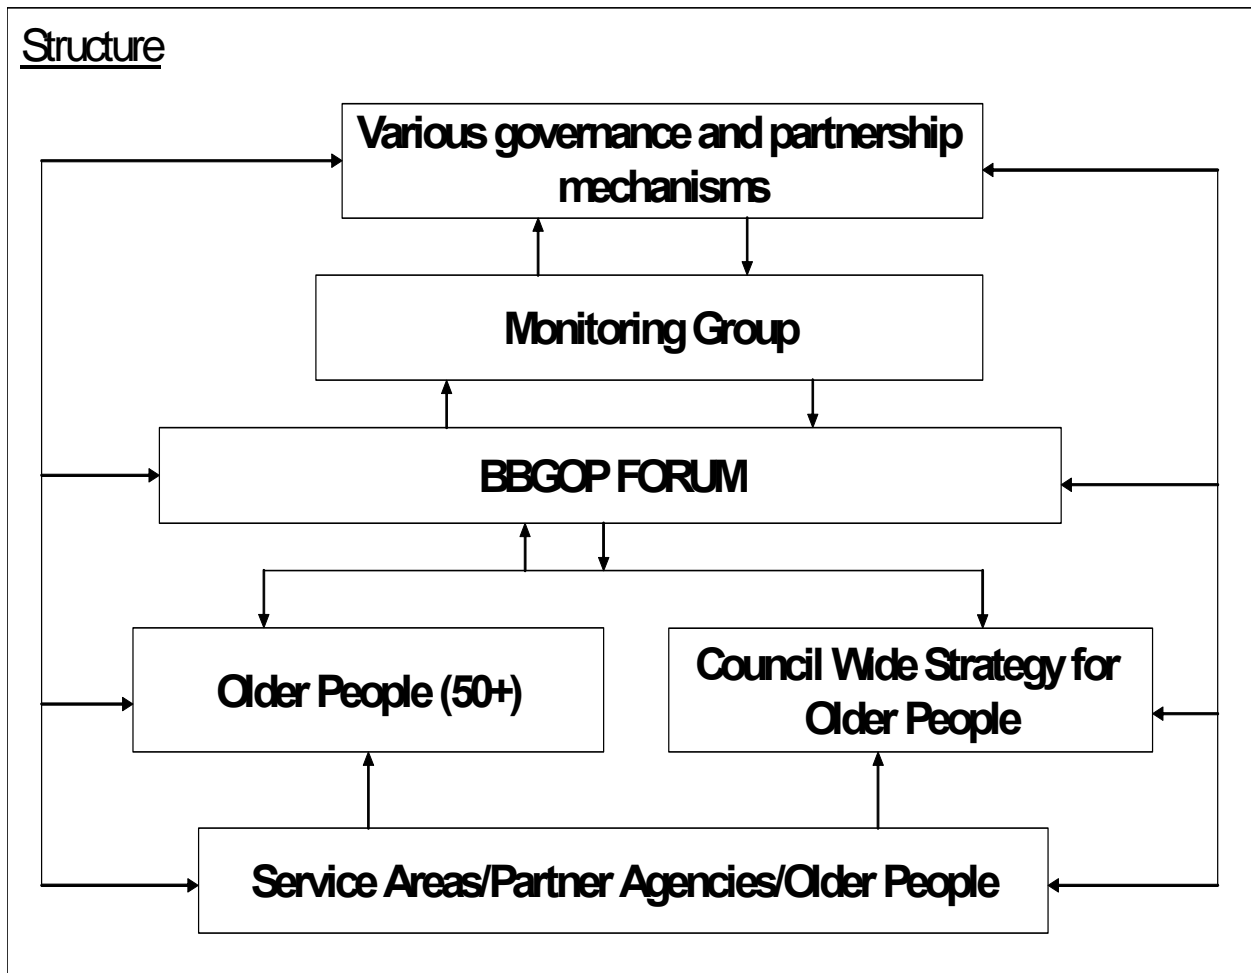 Structure
Various governance and partnership
mechanisms
Monitoring Group
BBGOP FORUM
Older People (50+)
Council Wide Strategy for
Older People
Service Areas/Partner Agencies/Older People